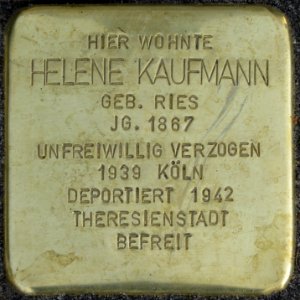 HIER WOHNTE
HELENE KAUFMANN
GEB. RIES
JG. 1867
UNFREIWILLIG VERZOGEN
1939 KÖLN
DEPORTIERT 1942
THERESIENSTADT
BEFREIT